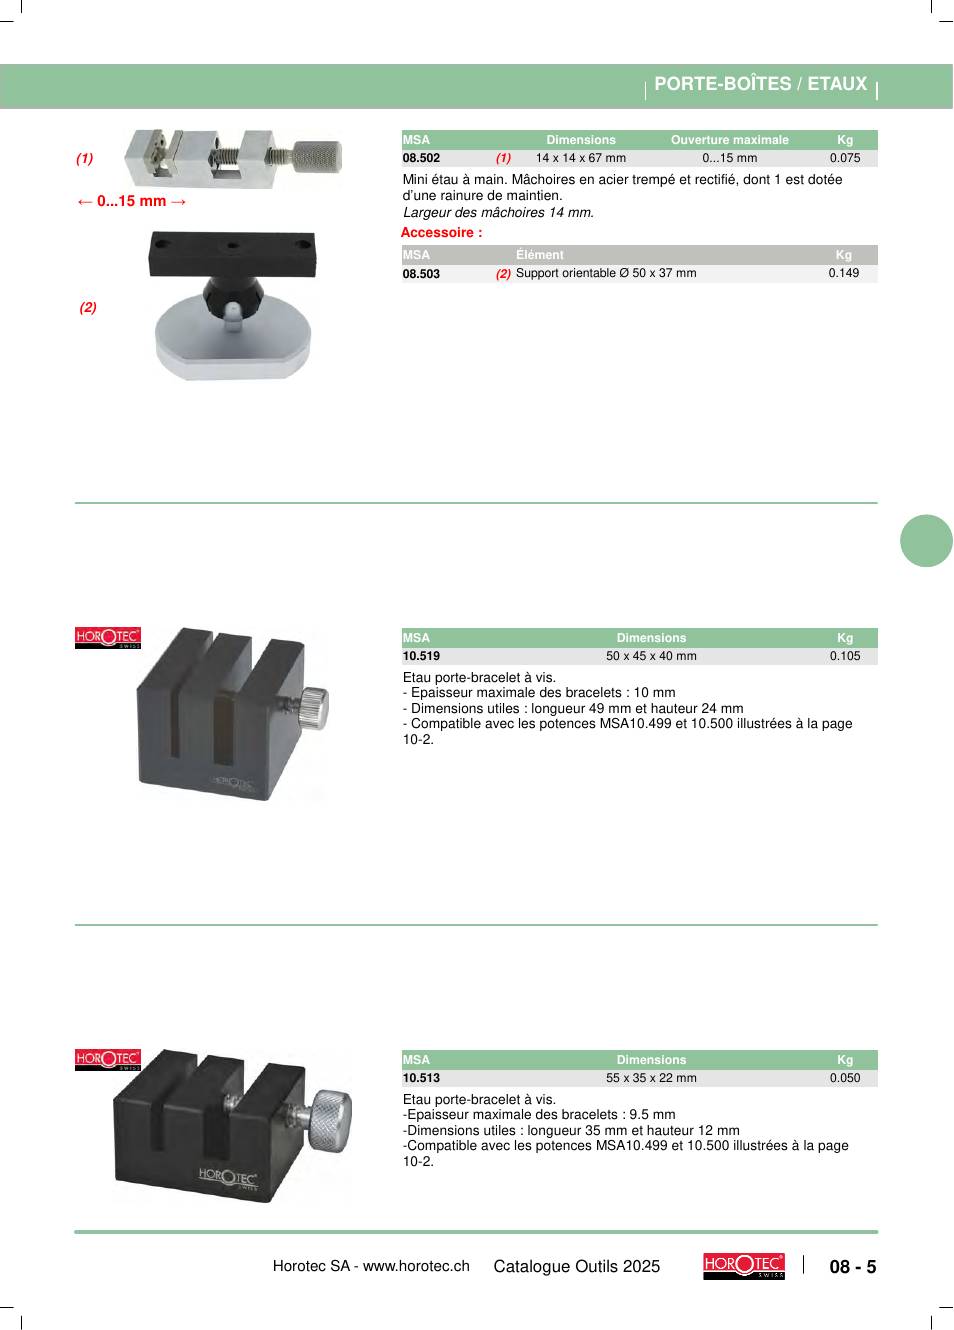 PORTE-BOÎTES / ETAUX
(1)
← 0...15 mm →
(2)
MSA Dimensions Ouverture maximale Kg
08.502 (1) 14 x 14 x 67 mm 0...15 mm 0.075
Mini étau à main. Mâchoires en acier trempé et rectifié, dont 1 est dotée
d'une rainure de maintien.
Largeur des mâchoires 14 mm.
Accessoire :
MSA Élément Kg
08.503 (2) Support orientable Ø 50 x 37 mm 0.149
HOROTEC®
SWISS
HOROTEC
MSA Dimensions Kg
10.519 50 x 45 x 40 mm 0.105
Etau porte-bracelet à vis.
- Epaisseur maximale des bracelets : 10 mm
- Dimensions utiles : longueur 49 mm et hauteur 24 mm
- Compatible avec les potences MSA10.499 et 10.500 illustrées à la page
10-2.
HOROTEC®
SWISS
HOROTEC®
SWISS
MSA Dimensions Kg
10.513 55 x 35 x 22 mm 0.050
Etau porte-bracelet à vis.
-Epaisseur maximale des bracelets : 9.5 mm
-Dimensions utiles : longueur 35 mm et hauteur 12 mm
-Compatible avec les potences MSA10.499 et 10.500 illustrées à la page
10-2.
Horotec SA - www.horotec.ch Catalogue Outils 2025 HOROTEC® SWISS 08 - 5